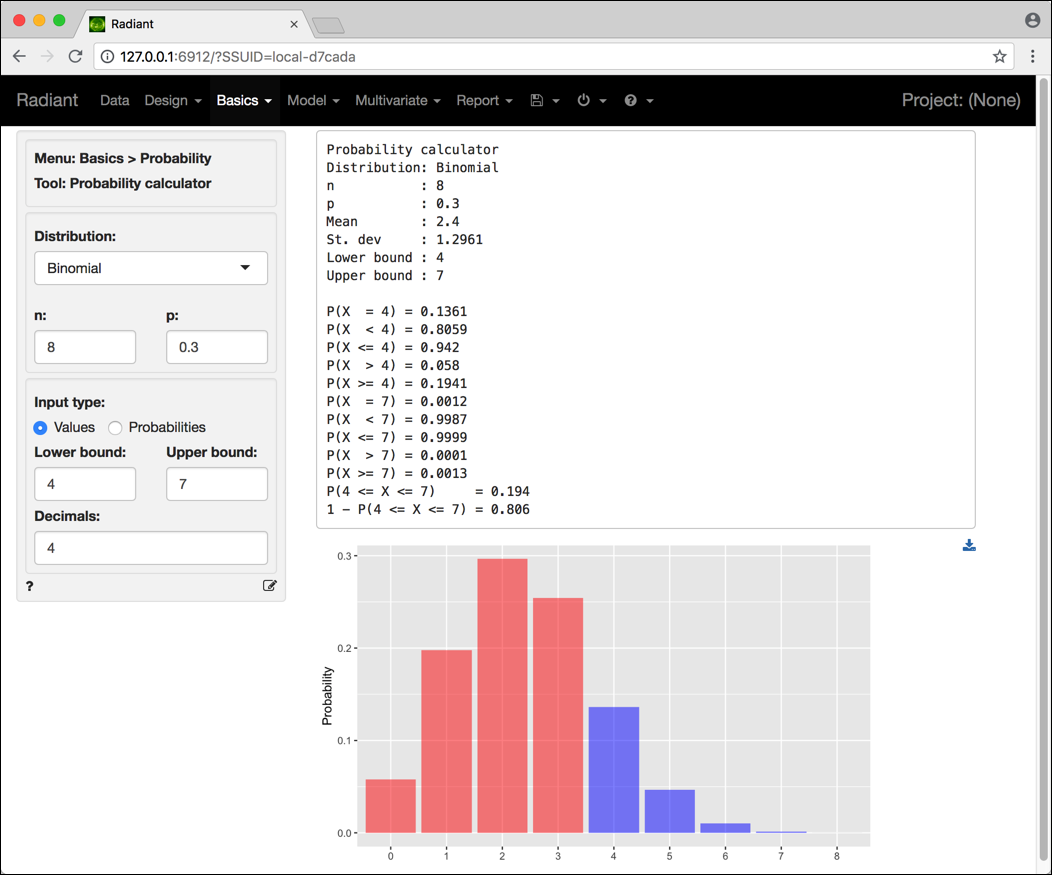 Radiant
127.0.0.1:6912/?SSUID=local-d7cada
Radiant Data Design Basics Model Multivariate Report Project: (None)
Menu: Basics > Probability
Tool: Probability calculator
Distribution:
Binomial
n: p:
8 0.3
Input type:
Values Probabilities
Lower bound: Upper bound:
4 7
Decimals:
4
?
Probability calculator
Distribution: Binomial
n : 8
p : 0.3
Mean : 2.4
St. dev : 1.2961
Lower bound : 4
Upper bound : 7
P(X = 4) = 0.1361
P(X < 4) = 0.8059
P(X <= 4) = 0.942
P(X > 4) = 0.058
P(X >= 4) = 0.1941
P(X = 7) = 0.0012
P(X < 7) = 0.9987
P(X <= 7) = 0.9999
P(X > 7) = 0.0001
P(X >= 7) = 0.0013
P(4 <= X <= 7) = 0.194
1 - P(4 <= X <= 7) = 0.806
Probability
0.3
0.2
0.1
0.0
0 1 2 3 4 5 6 7 8